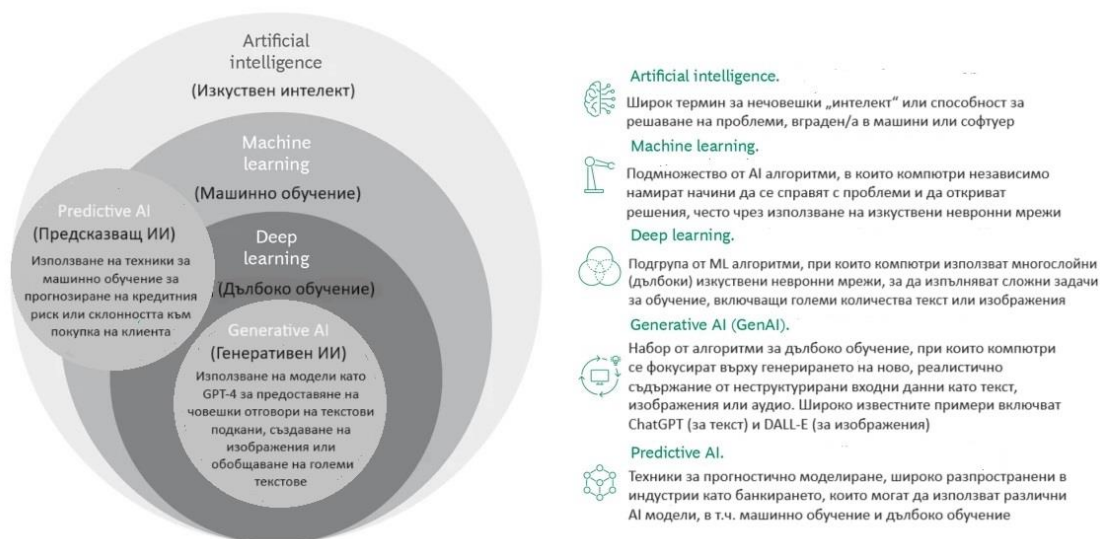 Artificial
intelligence
(Изкуствен интелект)
Machine
learning
(Машинно обучение)
Predictive AI
(Предсказващ ИИ)
Използване на техники за
машинно обучение за
прогнозиране на кредитния
риск или склонността към
покупка на клиента
Deep
learning
(Дълбоко обучение)
Generative AI
(Генеративен ИИ)
Използване на модели като
GPT-4 за предоставяне на
човешки отговори на текстови
подкани, създаване на
изображения или
обобщаване на големи
текстове
Artificial intelligence.
Широк термин за нечовешки „интелект“ или способност за
решаване на проблеми, вграден/а в машини или софтуер
Machine learning.
Подмножество от AI алгоритми, в които компютри независимо
намират начини да се справят с проблеми и да откриват
решения, често чрез използване на изкуствени невронни мрежи
Deep learning.
Подгрупа от ML алгоритми, при които компютри използват многослойни
(дълбоки) изкуствени невронни мрежи, за да изпълняват сложни задачи
за обучение, включващи големи количества текст или изображения
Generative AI (GenAI).
Набор от алгоритми за дълбоко обучение, при които компютри
се фокусират върху генерирането на ново, реалистично
съдържание от неструктурирани входни данни като текст,
изображения или аудио. Широко известните примери включват
ChatGPT (за текст) и DALL-E (за изображения)
Predictive AI.
Техники за прогностично моделиране, широко разпространени в
индустрии като банкирането, които могат да използват различни
AI модели, в т.ч. машинно обучение и дълбоко обучение